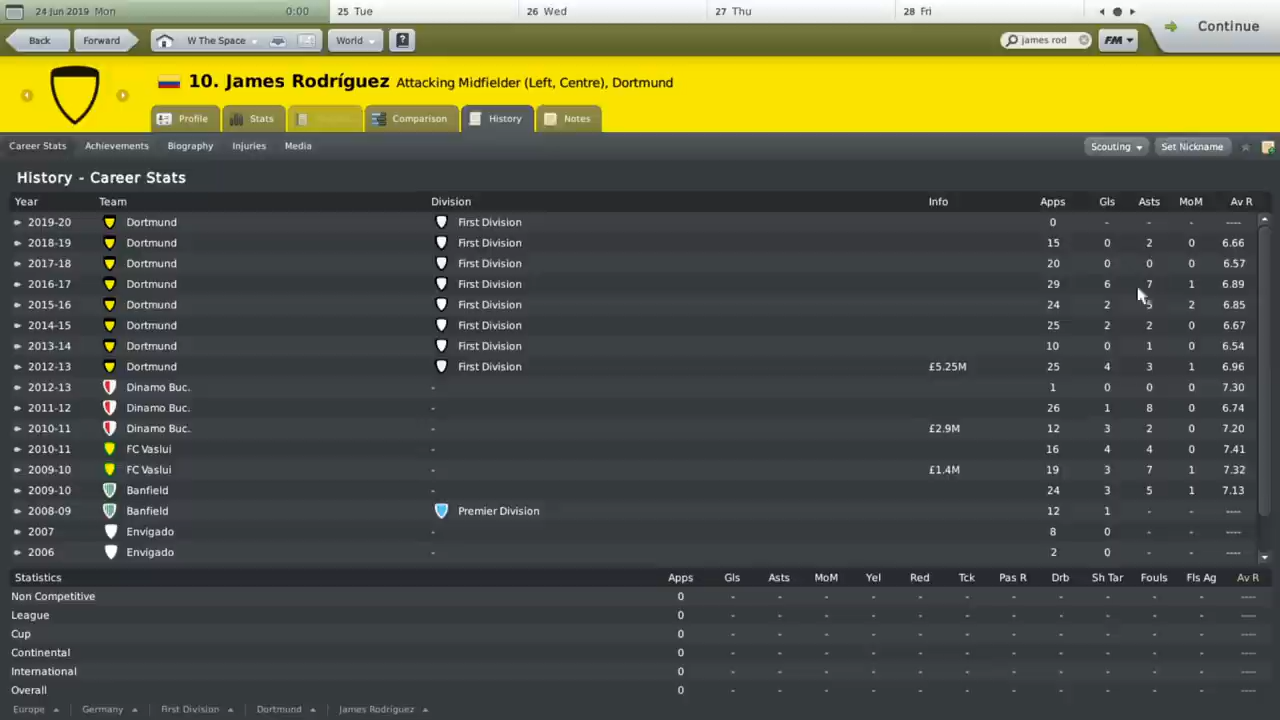 24 Jun 2019 Mon 0:00 25 Tue 26 Wed 27 Thu 28 Fri
Back Forward W The Space World ? james rod FM Continue
10. James Rodríguez Attacking Midfielder (Left, Centre), Dortmund
Profile Stats Comparison History Notes
Career Stats Achievements Biography Injuries Media Scouting Set Nickname
History - Career Stats
Year Team Division Info Apps Gls Asts MoM Av R
2019-20 Dortmund First Division 0 - - - ----
2018-19 Dortmund First Division 15 0 2 0 6.66
2017-18 Dortmund First Division 20 0 0 0 6.57
2016-17 Dortmund First Division 29 6 7 1 6.89
2015-16 Dortmund First Division 24 2 5 2 6.85
2014-15 Dortmund First Division 25 2 2 0 6.67
2013-14 Dortmund First Division 10 0 1 0 6.54
2012-13 Dortmund First Division £5.25M 25 4 3 1 6.96
2012-13 Dinamo Buc. - 1 0 0 0 7.30
2011-12 Dinamo Buc. - 26 1 8 0 6.74
2010-11 Dinamo Buc. - £2.9M 12 3 2 0 7.20
2010-11 FC Vaslui - 16 4 4 0 7.41
2009-10 FC Vaslui - £1.4M 19 3 7 1 7.32
2009-10 Banfield - 24 3 5 1 7.13
2008-09 Banfield Premier Division 12 1 - - ----
2007 Envigado - 8 0 - - ----
2006 Envigado - 2 0 - - ----
Statistics Apps Gls Asts MoM Yel Red Tck Pas R Drb Sh Tar Fouls Fls Ag Av R
Non Competitive 0 - - - - - - - - - - - ----
League 0 - - - - - - - - - - - ----
Cup 0 - - - - - - - - - - - ----
Continental 0 - - - - - - - - - - - ----
International 0 - - - - - - - - - - - ----
Overall 0 - - - - - - - - - - - ----
Europe Germany First Division Dortmund James Rodríguez